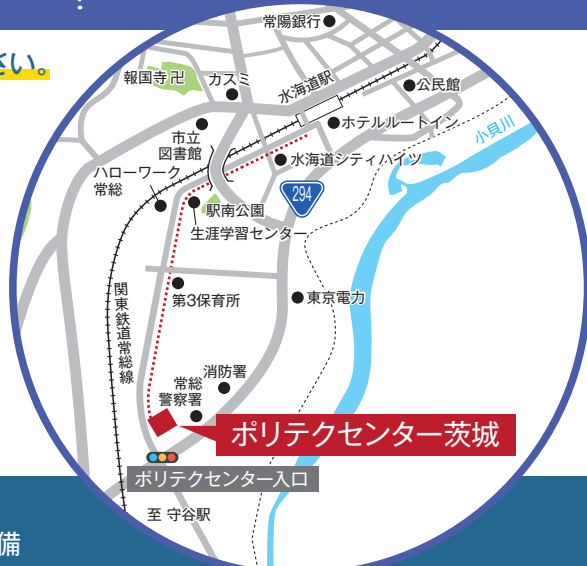 さい。
常陽銀行
報国寺卍
カスミ
水海道駅
公民館
ホテルルートイン
小貝川
市立
図書館
水海道シティハイツ
ハローワーク
常総
294
駅南公園
生涯学習センター
関東鉄道常総線
第3保育所
東京電力
消防署
常総
警察署
ポリテクセンター茨城
ポリテクセンター入口
至 守谷駅
備